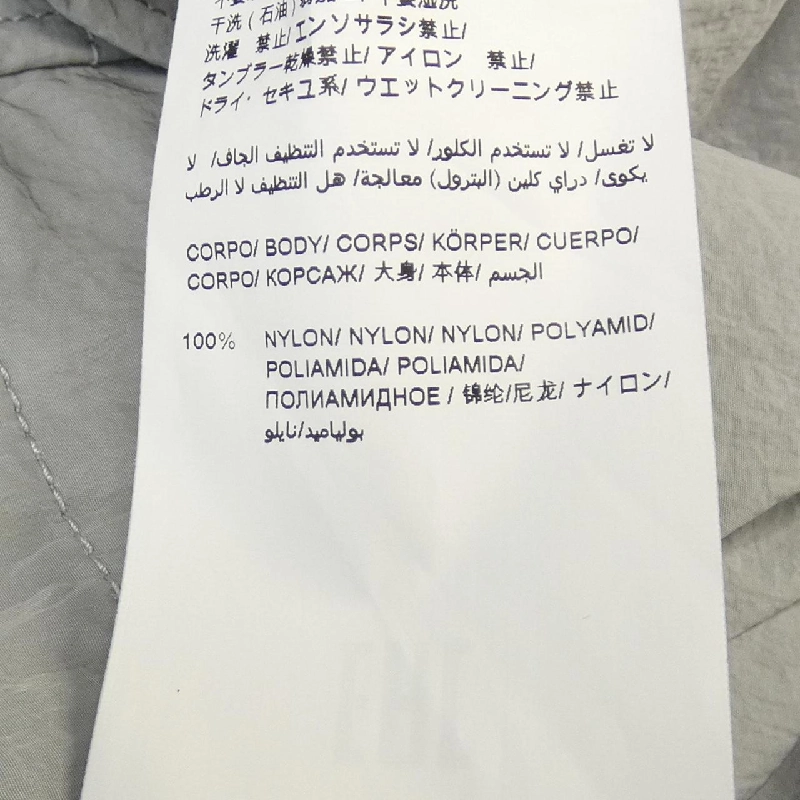 干洗(石油)
洗濯 禁止/エンソサラシ禁止/
タンブラー乾燥禁止/アイロン 禁止/
ドライ・セキユ系/ ウエットクリーニング禁止
لا تغسل/ لا تستخدم الكلور/ لا تستخدم التنظيف الجاف/ لا
يكوى/ دراي كلين (البترول) معالجة/ هل التنظيف لا الرطب
CORPO/ BODY/ CORPS/ KÖRPER/ CUERPO/
CORPO/ КОРСАЖ/ 大身/ 本体/ الجسم
100% NYLON/ NYLON/ NYLON/ POLYAMID/
POLIAMIDA/ POLIAMIDA/
ПОЛИАМИДНОЕ / 锦纶/尼龙/ ナイロン/
بولياميد/نايلو